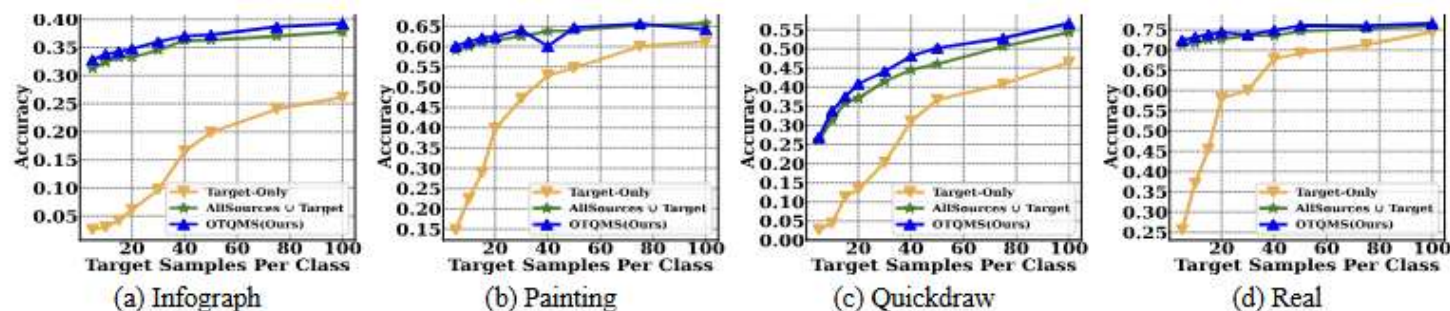 0.40
0.35
0.30
0.25
0.20
0.15
0.10
0.05
Accuracy
Target-Only
AllSources ∪ Target
OTQMS(Ours)
20 40 60 80 100
Target Samples Per Class
(a) Infograph
0.65
0.60
0.55
0.50
0.45
0.40
0.35
0.30
0.25
0.20
0.15
Accuracy
Target-Only
AllSources ∪ Target
OTQMS(Ours)
20 40 60 80 100
Target Samples Per Class
(b) Painting
0.55
0.50
0.45
0.40
0.35
0.30
0.25
0.20
0.15
0.10
0.05
0.00
Accuracy
Target-Only
AllSources ∪ Target
OTQMS(Ours)
20 40 60 80 100
Target Samples Per Class
(c) Quickdraw
0.75
0.70
0.65
0.60
0.55
0.50
0.45
0.40
0.35
0.30
0.25
Accuracy
Target-Only
AllSources ∪ Target
OTQMS(Ours)
20 40 60 80 100
Target Samples Per Class
(d) Real